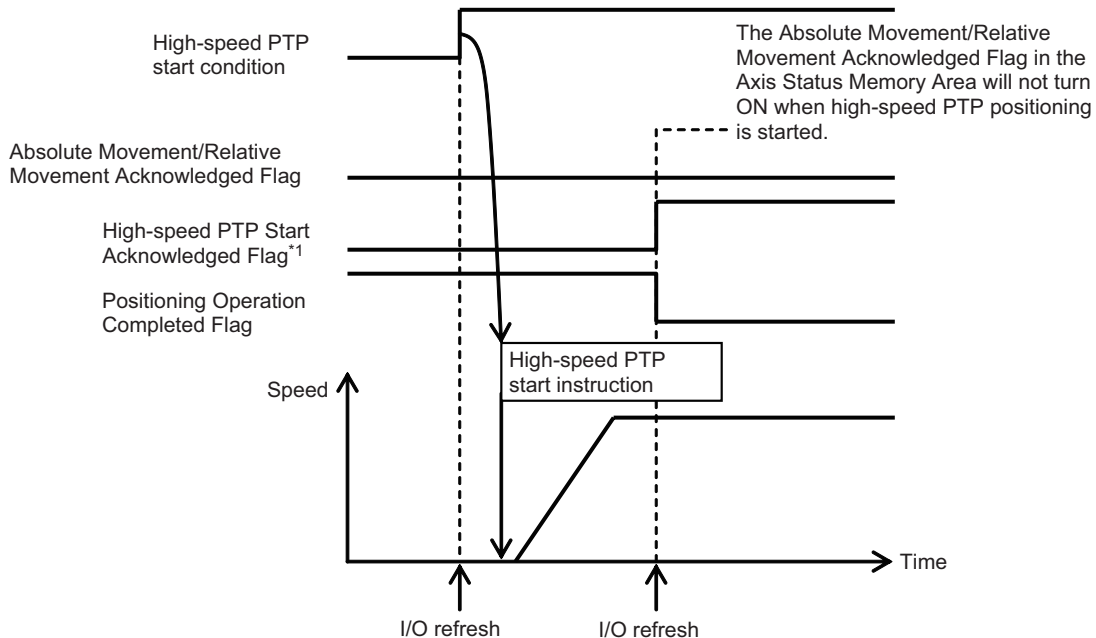 High-speed PTP
start condition
The Absolute Movement/Relative
Movement Acknowledged Flag in the
Axis Status Memory Area will not turn
ON when high-speed PTP positioning
is started.
Absolute Movement/Relative
Movement Acknowledged Flag
High-speed PTP Start
Acknowledged Flag*1
Positioning Operation
Completed Flag
High-speed PTP
start instruction
Speed
Time
I/O refresh
I/O refresh